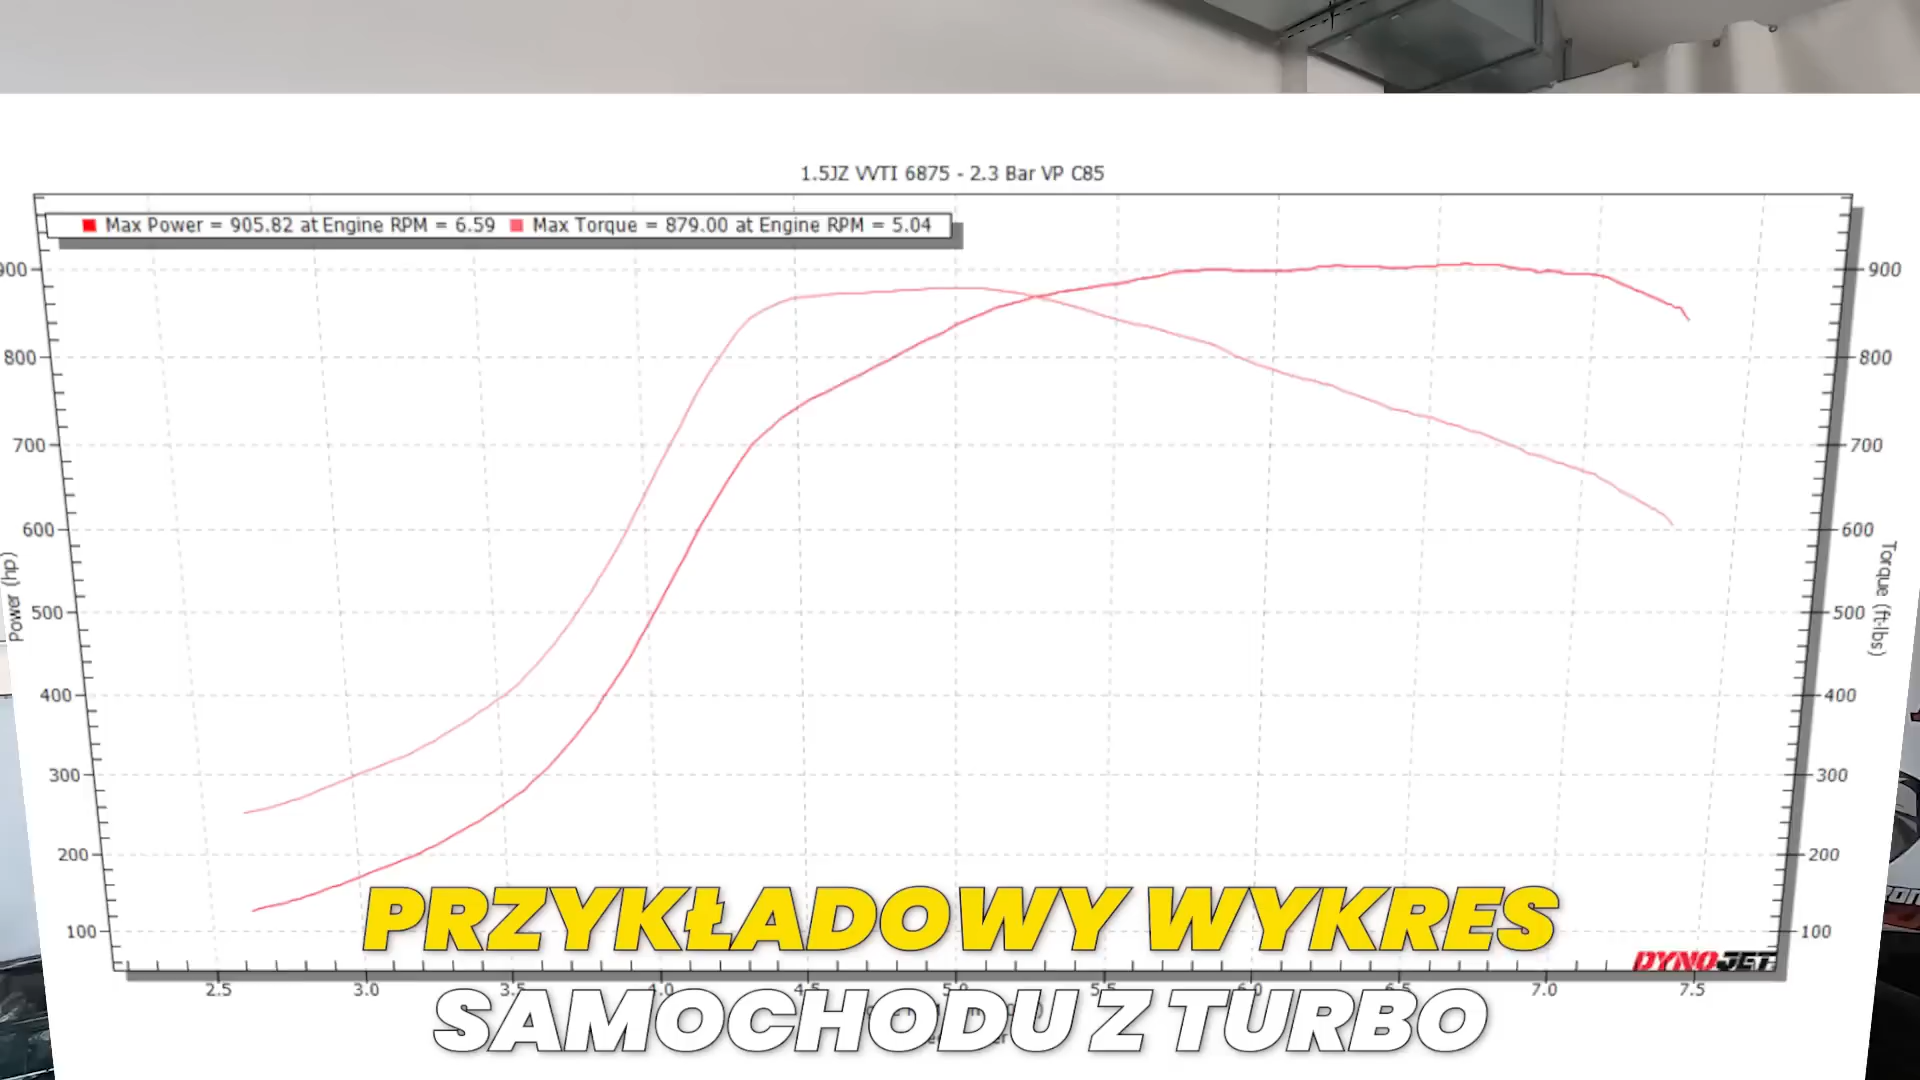 1.5JZ VVTI 6875 - 2.3 Bar VP C85
Max Power = 905.82 at Engine RPM = 6.59 Max Torque = 879.00 at Engine RPM = 5.04
900 900
800 800
700 700
600 600
500 500
400 400
300 300
200 200
100 100
Power (hp)
Torque (ft-lbs)
DYNOJET
2.5 3.0 4.0 7.0 7.5
PRZYKŁADOWY WYKRES
SAMOCHODU Z TURBO